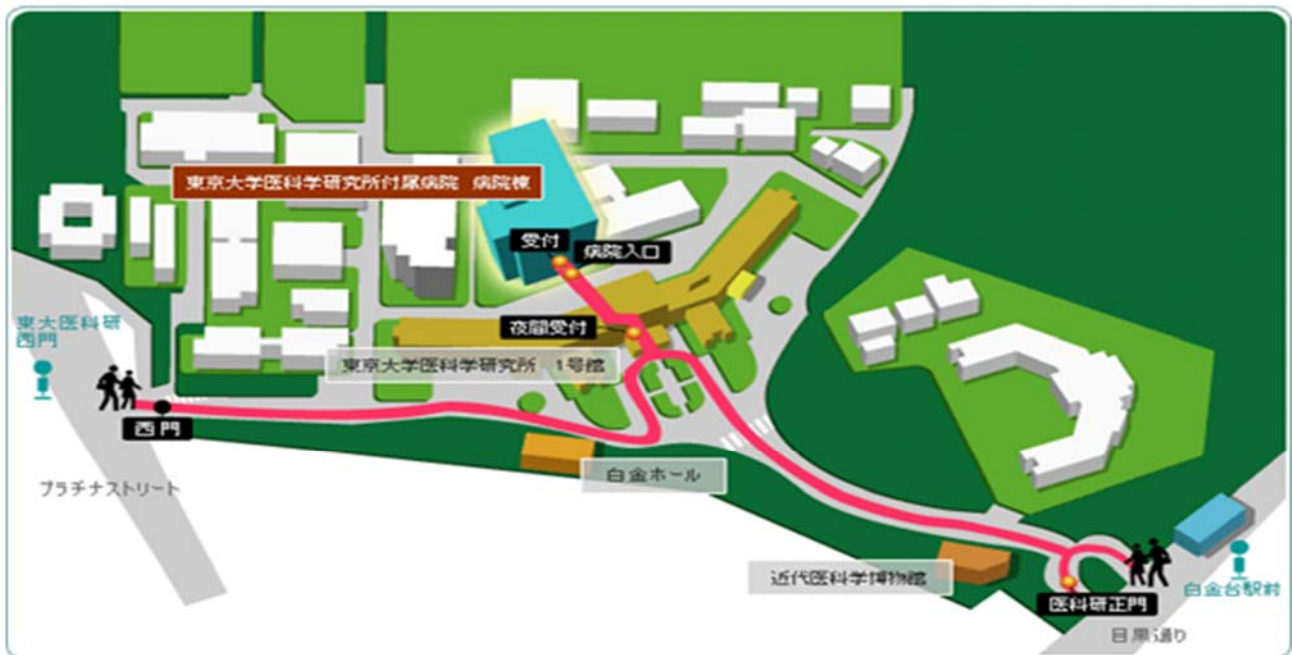 東京大学医科学研究所付属病院 病院棟
受付
病院入口
東大医科研
西門
夜間受付
東京大学医科学研究所 1号館
西門
白金ホール
プラチナストリート
近代医科学博物館
医科研正門
白金台駅前
目黒通り